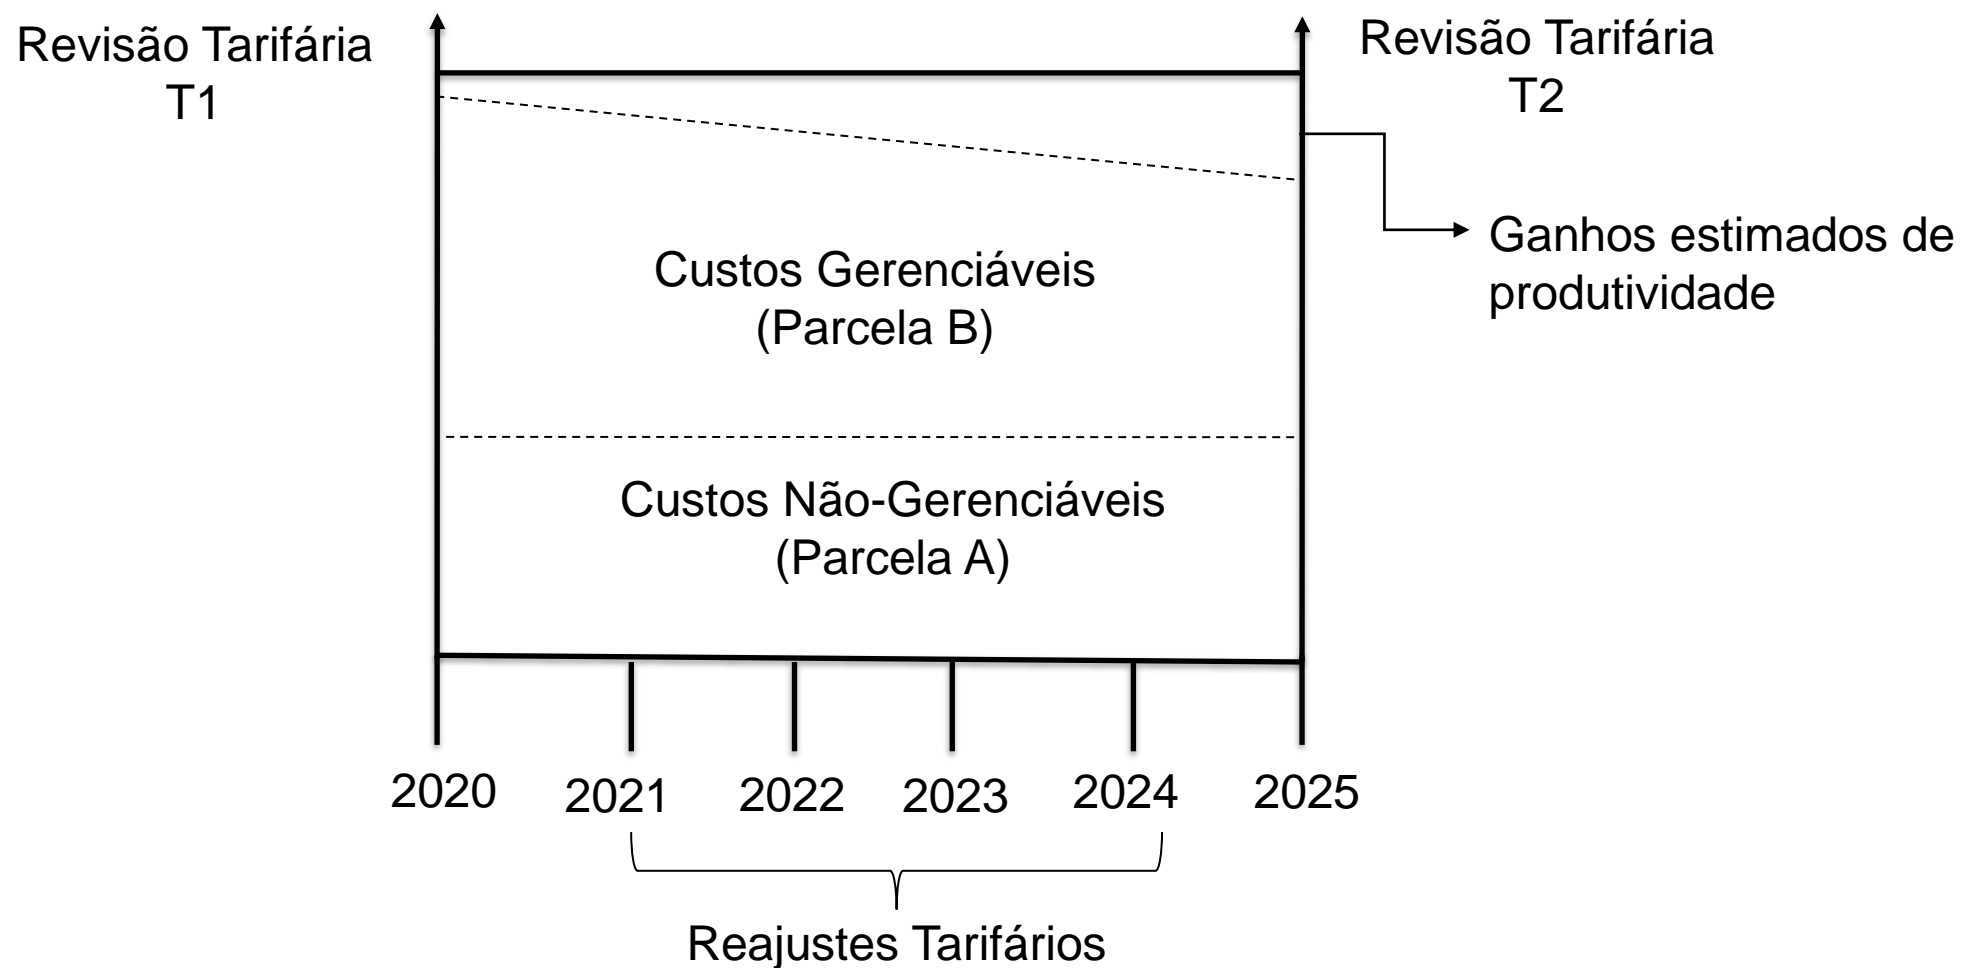 Revisão Tarifária
T1
Revisão Tarifária
T2
Ganhos estimados de
produtividade
Custos Gerenciáveis
(Parcela B)
Custos Não-Gerenciáveis
(Parcela A)
2020
2021
2022
2023
2024
2025
Reajustes Tarifários